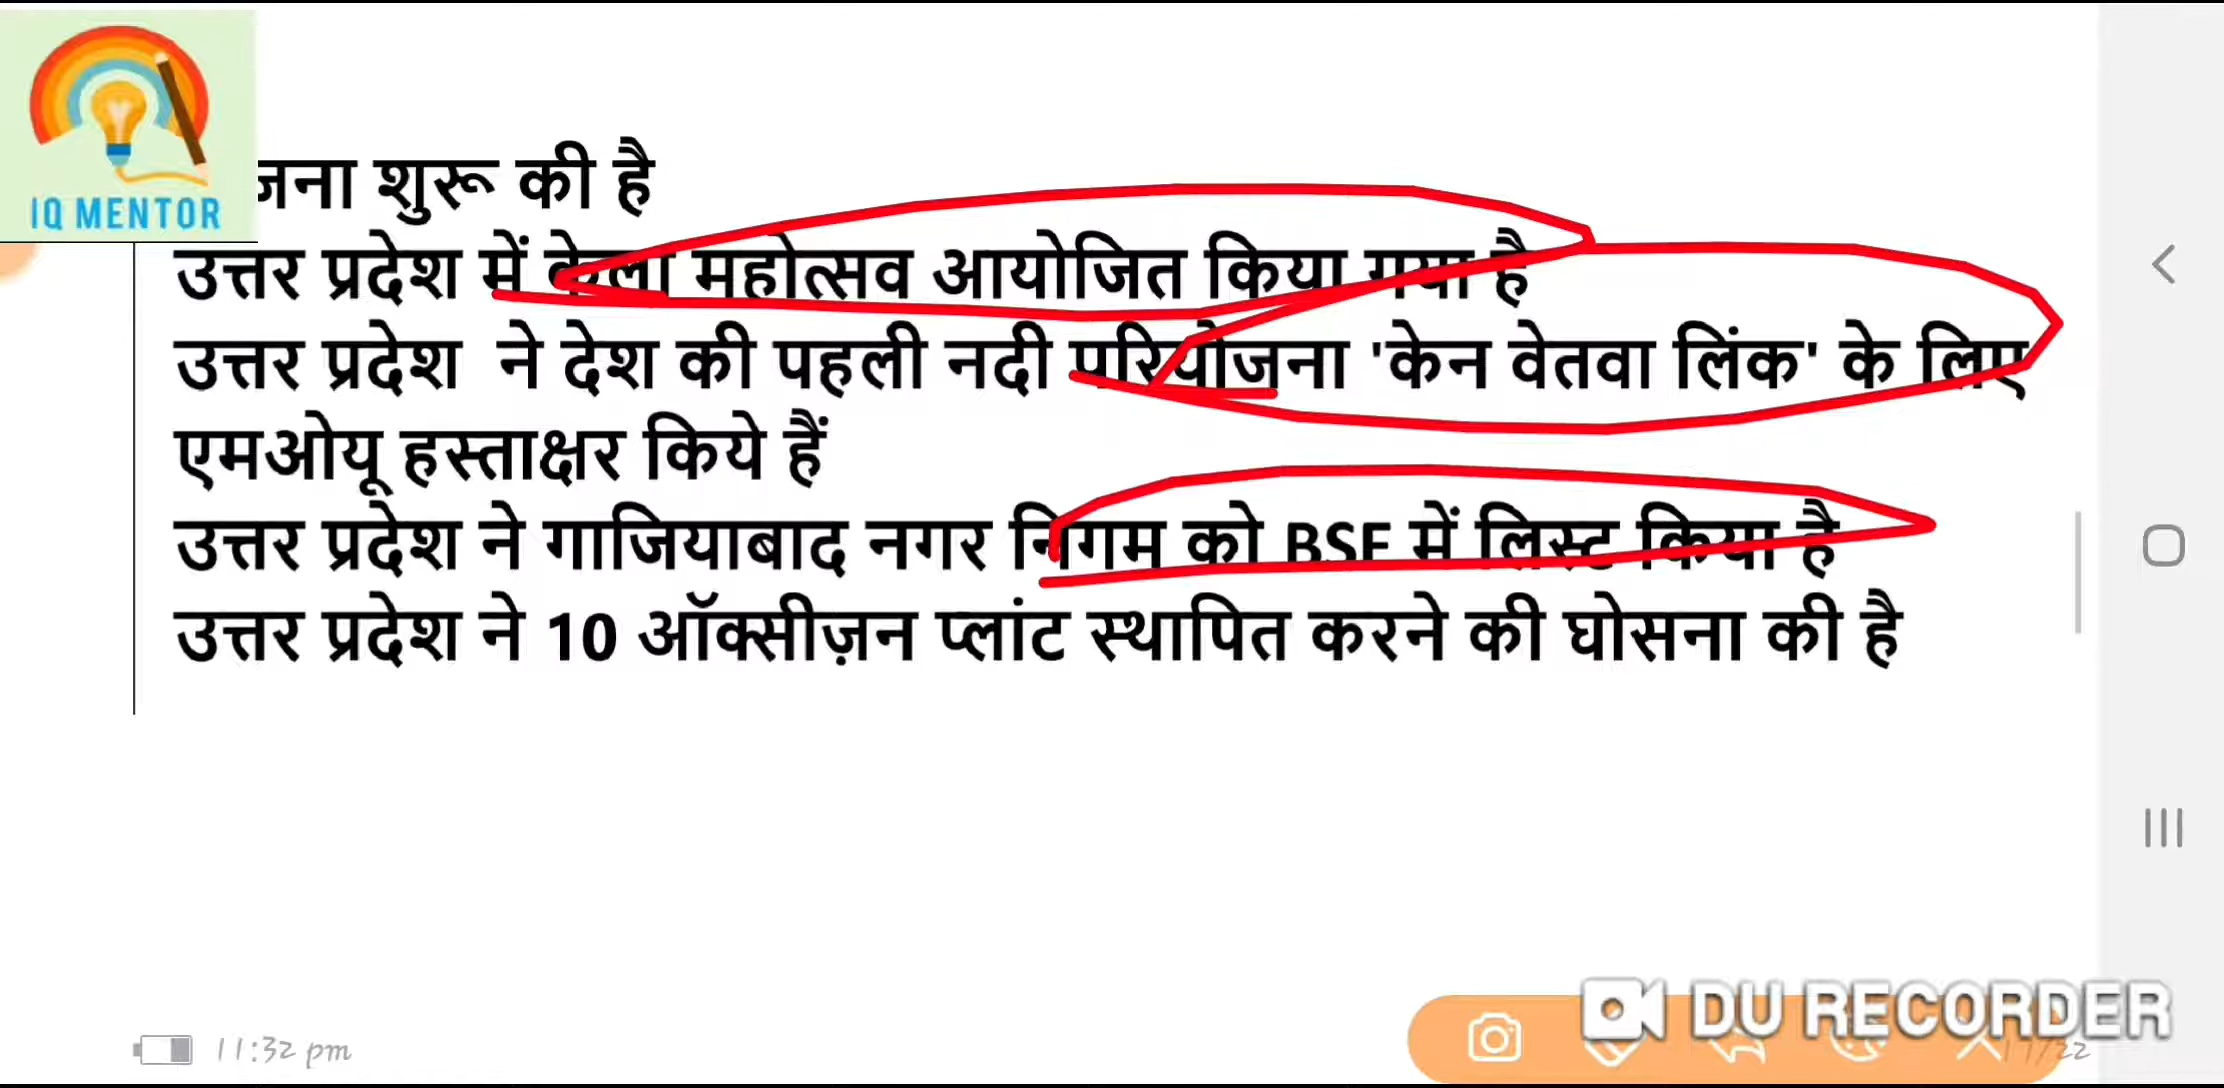 IQ MENTOR
जना शुरू की है
उत्तर प्रदेश में केला महोत्सव आयोजित किया गया है
उत्तर प्रदेश ने देश की पहली नदी परियोजना 'केन वेतवा लिंक' के लिए
एमओयू हस्ताक्षर किये हैं
उत्तर प्रदेश ने गाजियाबाद नगर निगम को BSE में लिस्ट किया है
उत्तर प्रदेश ने 10 ऑक्सीज़न प्लांट स्थापित करने की घोसना की है
DU RECORDER
11:32 pm